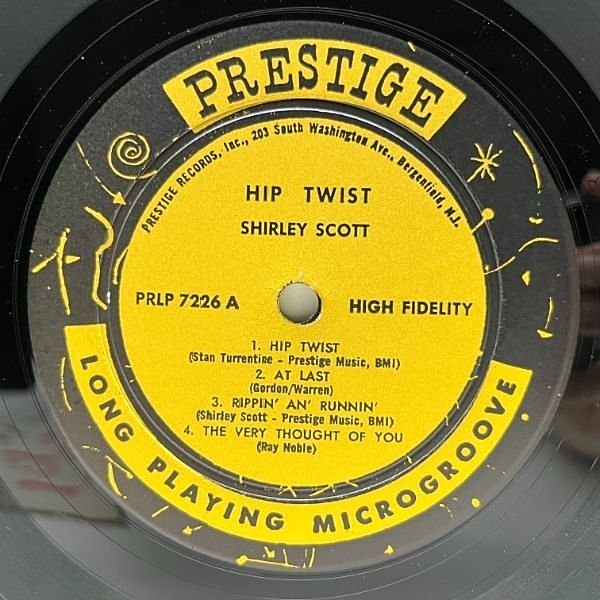 PRESTIGE
PRESTIGE RECORDS, Inc., 203 South Washington Ave., Bergenfield, N.J.
HIP TWIST
SHIRLEY SCOTT
PRLP 7226 A
HIGH FIDELITY
1. HIP TWIST
(Stan Turrentine - Prestige Music, BMI)
2. AT LAST
(Gordon/Warren)
3. RIPPIN' AN' RUNNIN'
(Shirley Scott - Prestige Music, BMI)
4. THE VERY THOUGHT OF YOU
(Ray Noble)
LONG PLAYING MICROGROOVE